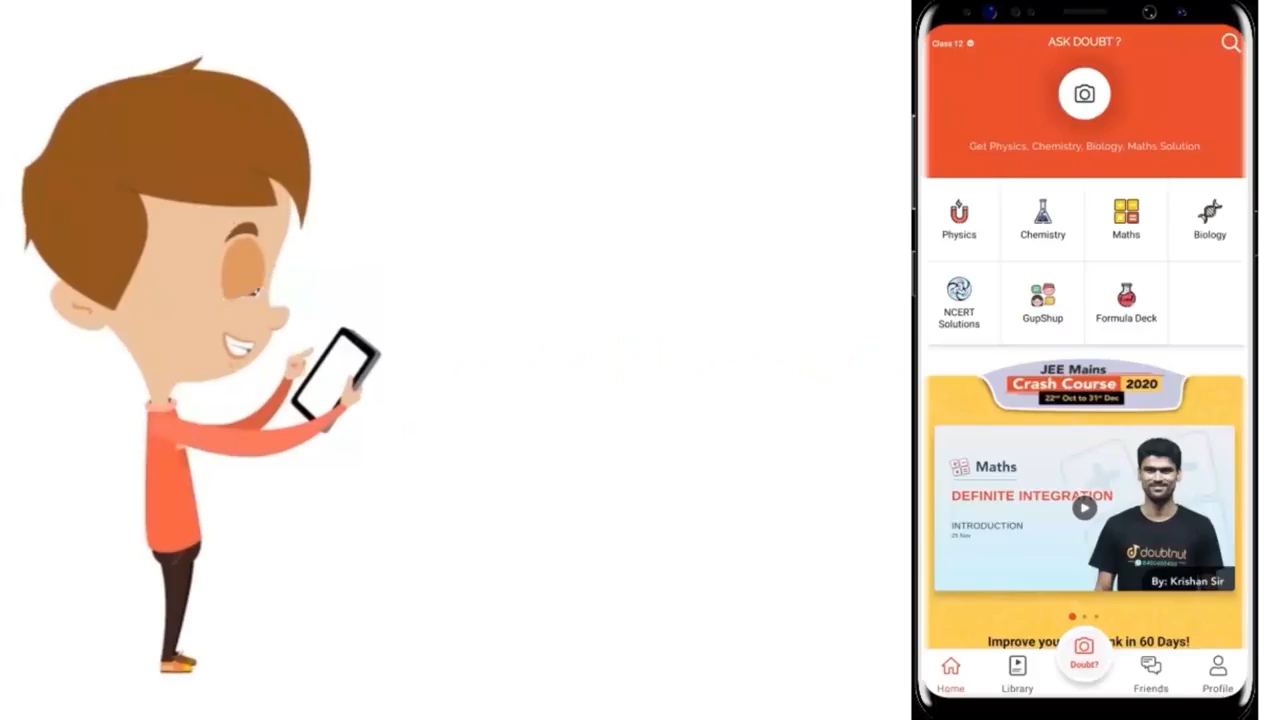 Class 12
ASK DOUBT ?
Get Physics, Chemistry, Biology, Maths Solution
Physics
Chemistry
Maths
Biology
NCERT
Solutions
GupShup
Formula Deck
JEE Mains
Crash Course 2020
22nd Oct to 31st Dec
Maths
DEFINITE INTEGRATION
INTRODUCTION
doubtnut
By: Krishan Sir
in 60 Days!
Doubt?
Home
Library
Friends
Profile